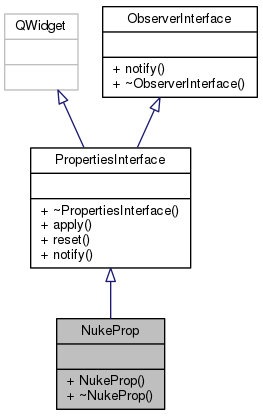 ObserverInterface
QWidget
+ notify()
+ ~ObserverInterface()
PropertiesInterface
+ ~PropertiesInterface()
+ apply()
+ reset()
+ notify()
NukeProp
+ NukeProp()
+ ~NukeProp()